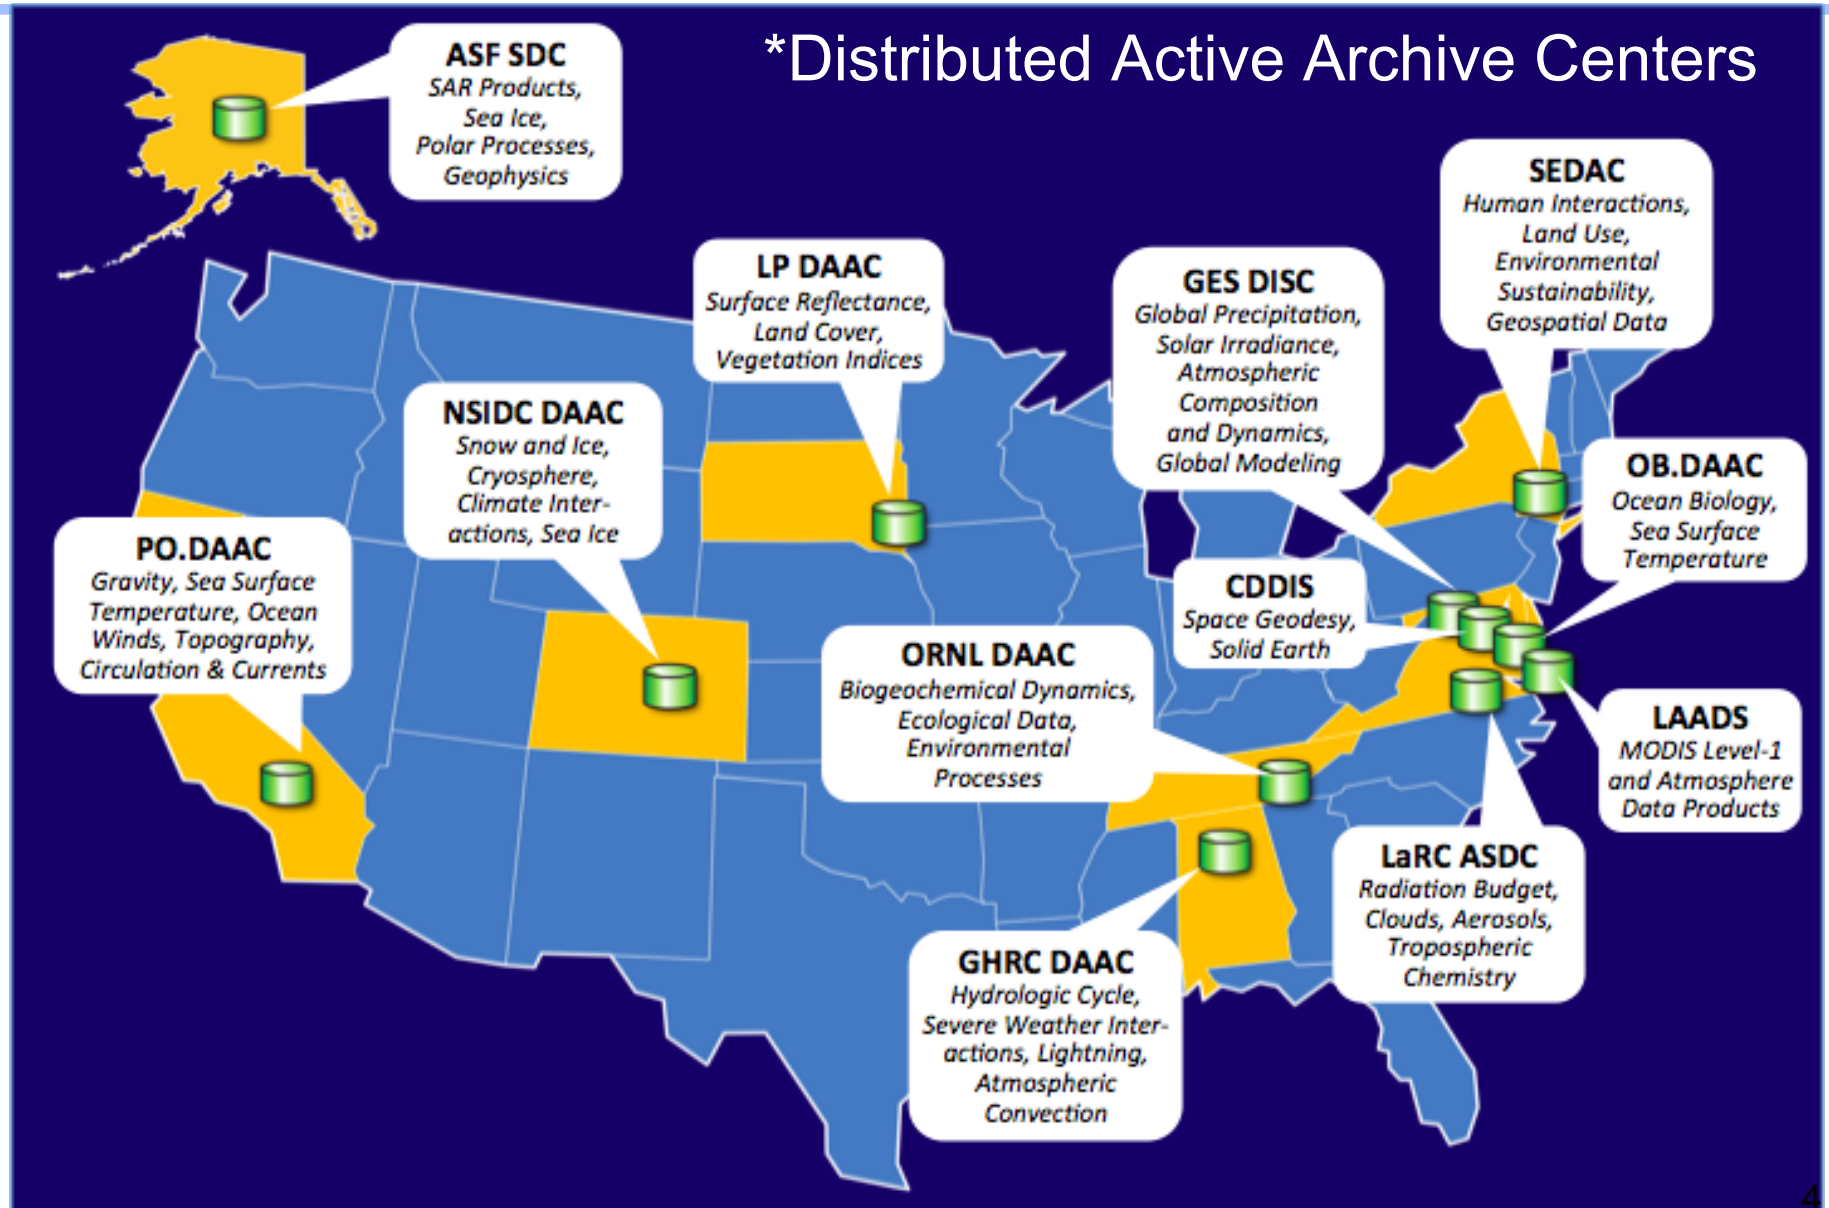 *Distributed Active Archive Centers
ASF SDC
SAR Products,
Sea Ice,
Polar Processes,
Geophysics
SEDAC
Human Interactions,
Land Use,
Environmental
Sustainability,
Geospatial Data
LP DAAC
Surface Reflectance,
Land Cover,
Vegetation Indices
GES DISC
Global Precipitation,
Solar Irradiance,
Atmospheric
Composition
and Dynamics,
Global Modeling
NSIDC DAAC
Snow and Ice,
Cryosphere,
Climate Inter-
actions, Sea Ice
OB.DAAC
Ocean Biology,
Sea Surface
Temperature
PO.DAAC
Gravity, Sea Surface
Temperature, Ocean
Winds, Topography,
Circulation & Currents
CDDIS
Space Geodesy,
Solid Earth
ORNL DAAC
Biogeochemical Dynamics,
Ecological Data,
Environmental
Processes
LAADS
MODIS Level-1
and Atmosphere
Data Products
LaRC ASDC
Radiation Budget,
Clouds, Aerosols,
Tropospheric
Chemistry
GHRC DAAC
Hydrologic Cycle,
Severe Weather Inter-
actions, Lightning,
Atmospheric
Convection
4